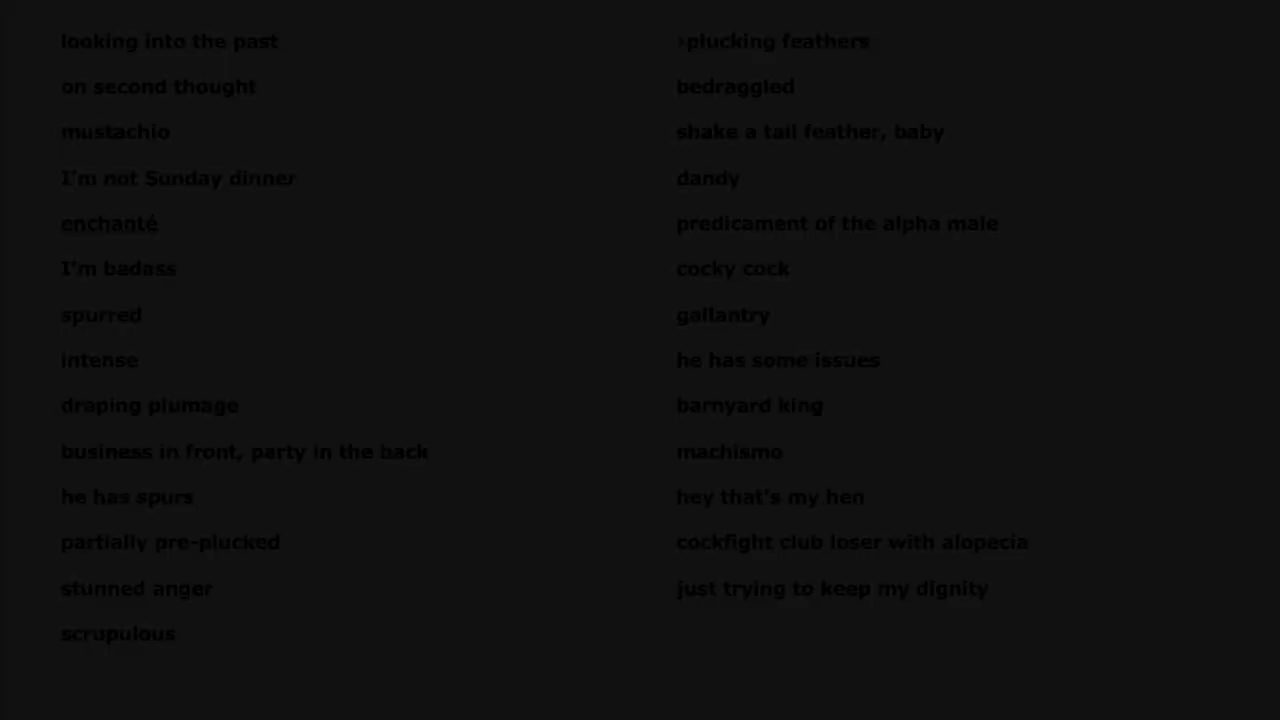 looking into the past
on second thought
mustachio
I'm not Sunday dinner
enchanté
I'm badass
spurred
intense
draping plumage
business in front, party in the back
he has spurs
partially pre-plucked
stunned anger
scrupulous
plucking feathers
bedraggled
shake a tail feather, baby
dandy
predicament of the alpha male
cocky cock
gallantry
he has some issues
barnyard king
machismo
hey that's my hen
cockfight club loser with alopecia
just trying to keep my dignity